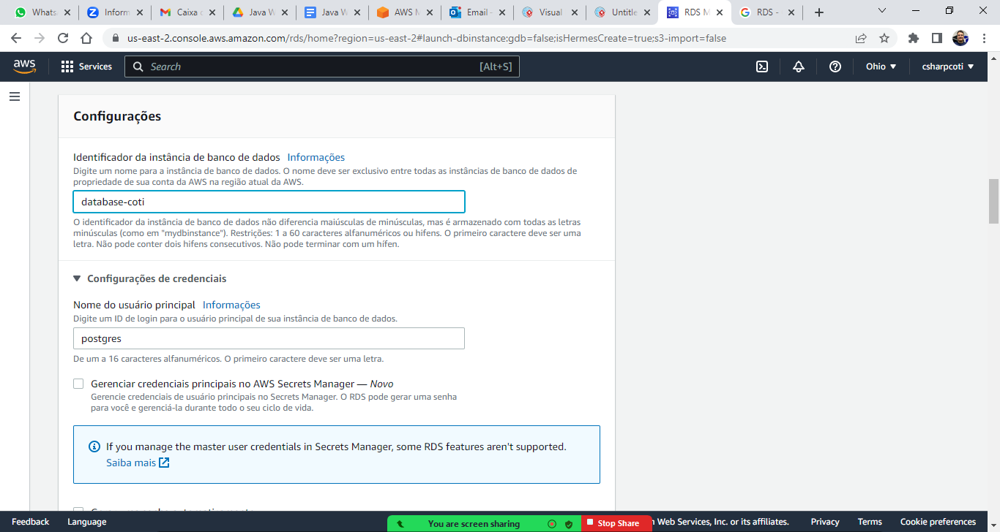 Whats
Inform
Caixa
Java W
Java W
AWS M
Email -
Visual
Untitle
RDS M
RDS -
us-east-2.console.aws.amazon.com/rds/home?region=us-east-2#launch-dbinstance:gdb=false;isHermesCreate=true;s3-import=false
aws
Services
Search
[Alt+S]
Ohio
csharpcoti
Configurações
Identificador da instância de banco de dados Informações
Digite um nome para a instância de banco de dados. O nome deve ser exclusivo entre todas as instâncias de banco de dados de
propriedade de sua conta da AWS na região atual da AWS.
database-coti
O identificador da instância de banco de dados não diferencia maiúsculas de minúsculas, mas é armazenado com todas as letras
minúsculas (como em "mydbinstance"). Restrições: 1 a 60 caracteres alfanuméricos ou hifens. O primeiro caractere deve ser uma
letra. Não pode conter dois hifens consecutivos. Não pode terminar com um hífen.
Configurações de credenciais
Nome do usuário principal Informações
Digite um ID de login para o usuário principal de sua instância de banco de dados.
postgres
De um a 16 caracteres alfanuméricos. O primeiro caractere deve ser uma letra.
Gerenciar credenciais principais no AWS Secrets Manager — Novo
Gerencie credenciais de usuário principais no Secrets Manager. O RDS pode gerar uma senha
para você e gerenciá-la durante todo o seu ciclo de vida.
If you manage the master user credentials in Secrets Manager, some RDS features aren't supported.
Saiba mais
Feedback
Language
You are screen sharing
Stop Share
n Web Services, Inc. or its affiliates.
Privacy
Terms
Cookie preferences